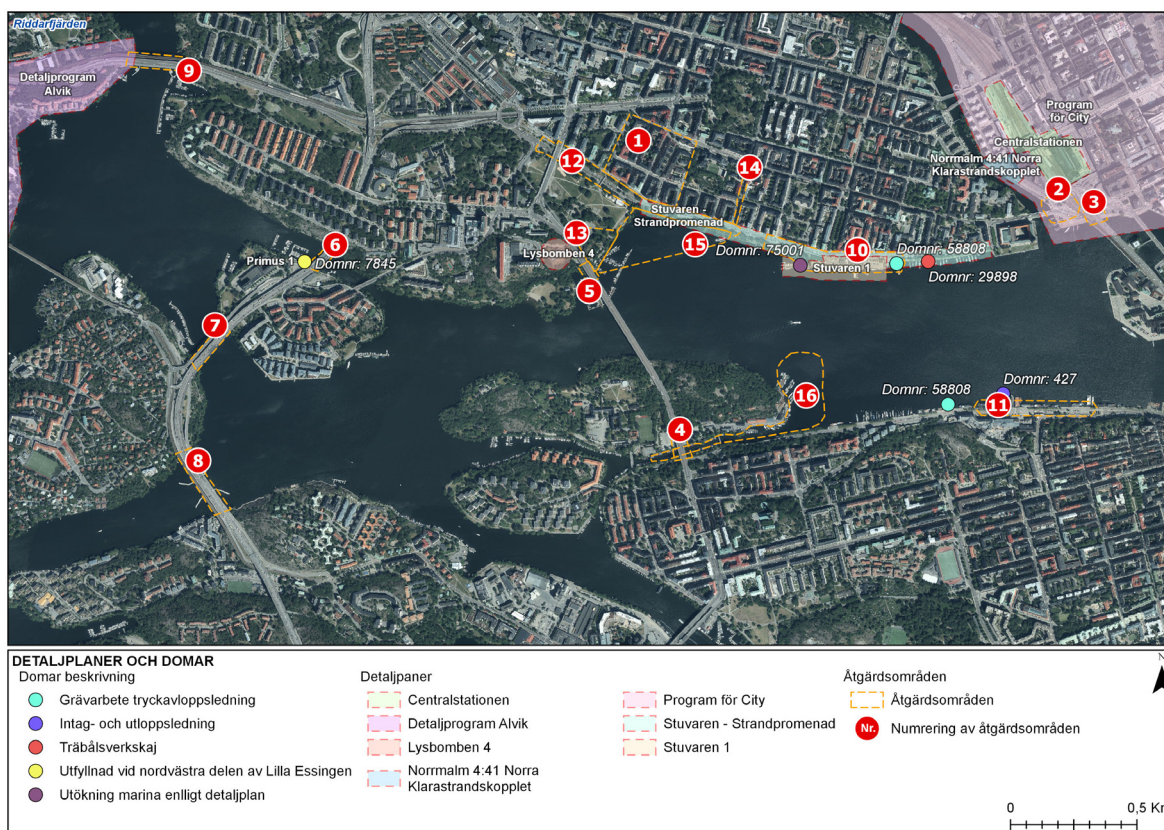 Riddarfjärden
Detaljprogram
Alvik
9
12
1
14
Program
för City
Centralstationen
Norrmalm 4:41 Norra
Klarastrandskopplet
2
3
Stuvaren -
Strandpromenad
6
Primus 1
Domnr: 7845
13
Lysbomben 4
15
Domnr: 75001
10
Domnr: 58808
Stuvaren 1
Domnr: 29898
5
7
16
Domnr: 58808
Domnr: 427
11
4
8
DETALJPLANER OCH DOMAR
Domar beskrivning
Grävarbete tryckavloppsledning
Intag- och utloppsledning
Träbålsverkskaj
Utfyllnad vid nordvästra delen av Lilla Essingen
Utökning marina enlligt detaljplan
Detaljpaner
Centralstationen
Detaljprogram Alvik
Lysbomben 4
Norrmalm 4:41 Norra
Klarastrandskopplet
Program för City
Stuvaren - Strandpromenad
Stuvaren 1
Åtgärdsområden
Åtgärdsområden
Nr. Numrering av åtgärdsområden
N
0 0,5 Km